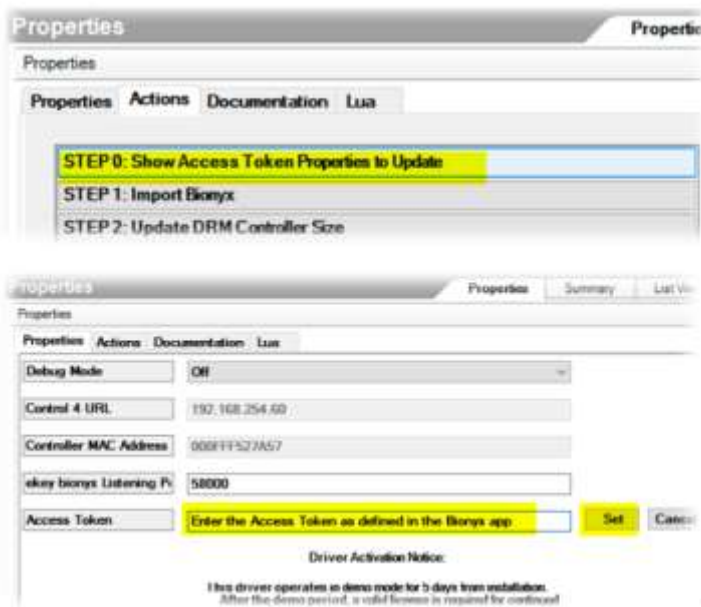 Properties
Properties
Properties Actions Documentation Lua
STEP 0: Show Access Token Properties to Update
STEP 1: Import Bionyx
STEP 2: Update DRM Controller Size
Properties Properties Summary List
Properties
Properties Actions Documentation Lua
Debug Mode Off
Control 4 URL 192.168.254.60
Controller MAC Address 000FFF527A57
ekey bionys Listening 58000
Access Token Enter the Access Token as defined in the Bionyx app Set
Driver Activation Notice:
This driver operates in demo mode for 5 days from installation.
After the demo period, a valid license is required for continued